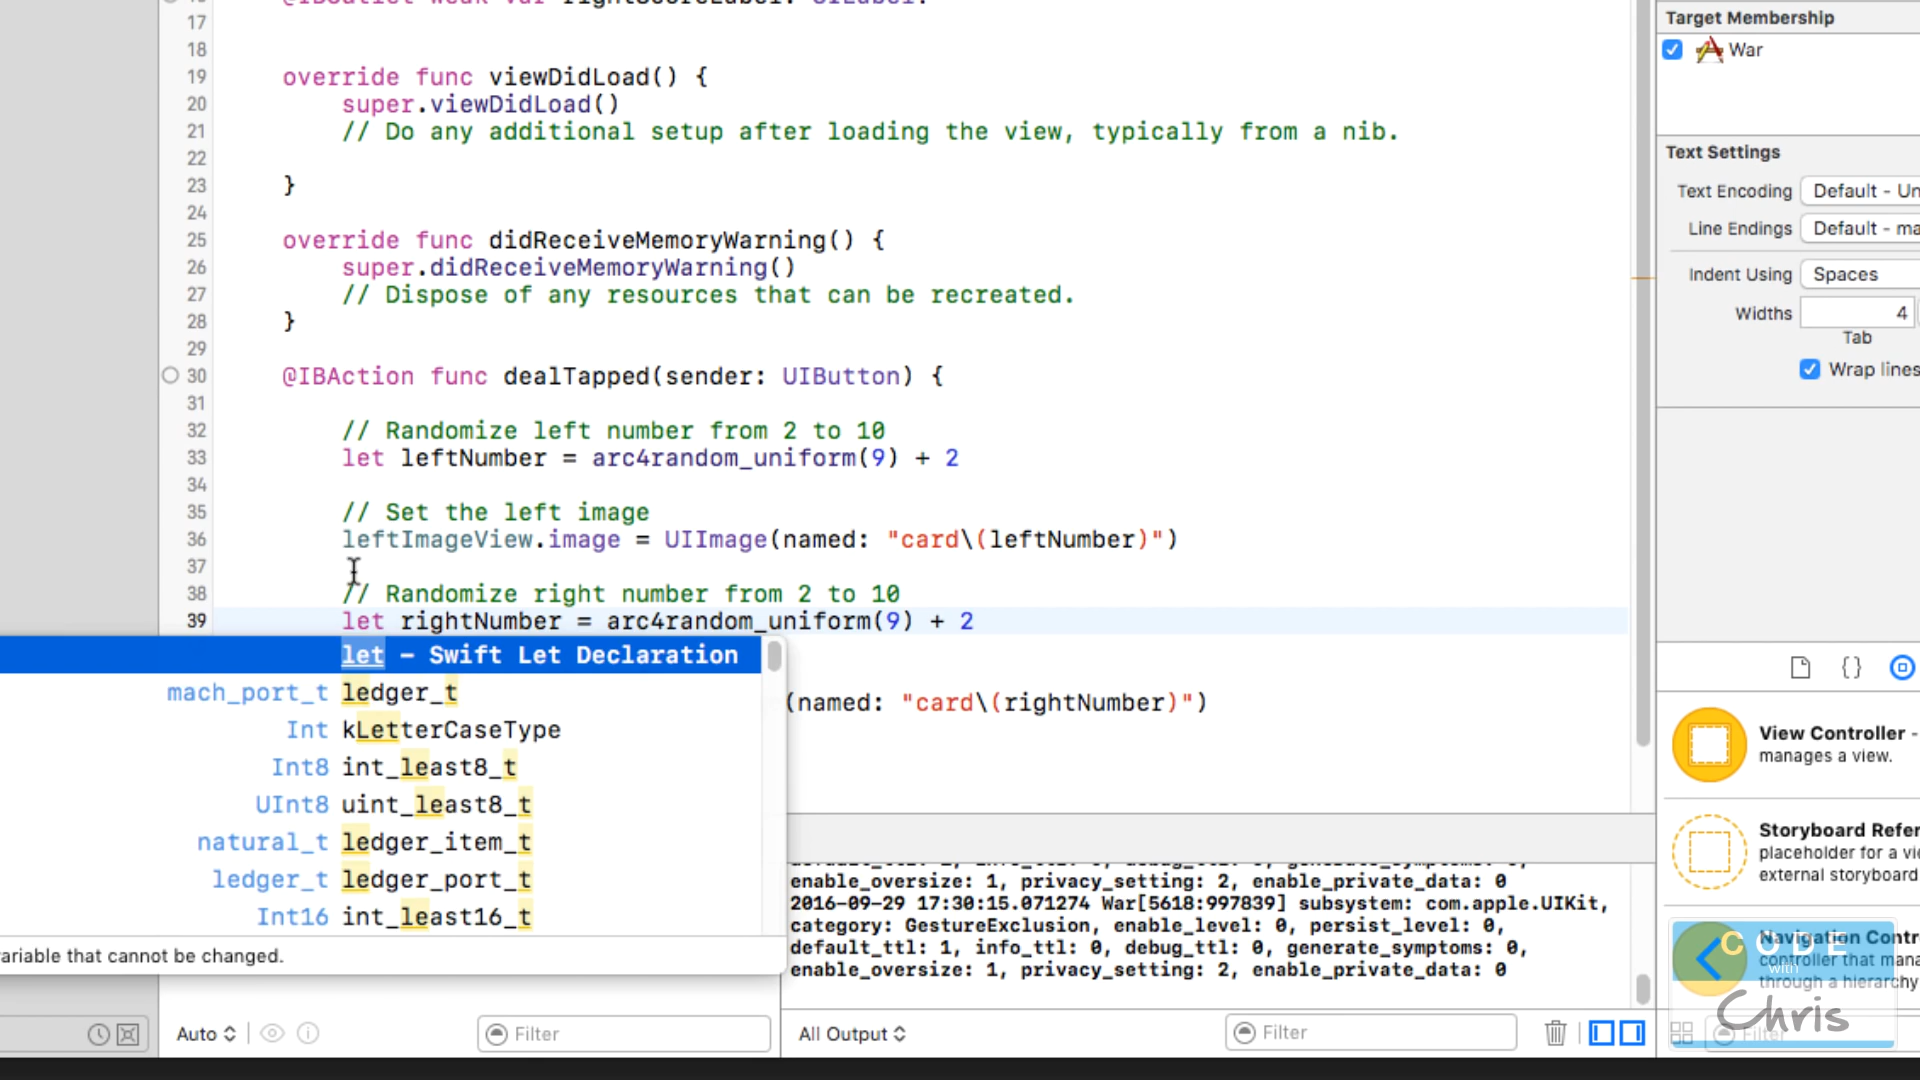 16 @IBOutlet weak var rightScoreLabel: UILabel!
17
18
19 override func viewDidLoad() {
20 super.viewDidLoad()
21 // Do any additional setup after loading the view, typically from a nib.
22
23 }
24
25 override func didReceiveMemoryWarning() {
26 super.didReceiveMemoryWarning()
27 // Dispose of any resources that can be recreated.
28 }
29
30 @IBAction func dealTapped(sender: UIButton) {
31
32 // Randomize left number from 2 to 10
33 let leftNumber = arc4random_uniform(9) + 2
34
35 // Set the left image
36 leftImageView.image = UIImage(named: "card\(leftNumber)")
37
38 // Randomize right number from 2 to 10
39 let rightNumber = arc4random_uniform(9) + 2
let – Swift Let Declaration
mach_port_t ledger_t
(named: "card\(rightNumber)")
Int kLetterCaseType
Int8 int_least8_t
UInt8 uint_least8_t
natural_t ledger_item_t
ledger_t ledger_port_t
Int16 int_least16_t
ariable that cannot be changed.
enable_oversize: 1, privacy_setting: 2, enable_private_data: 0
2016-09-29 17:30:15.071274 War[5618:997839] subsystem: com.apple.UIKit,
category: GestureExclusion, enable_level: 0, persist_level: 0,
default_ttl: 1, info_ttl: 0, debug_ttl: 0, generate_symptoms: 0,
enable_oversize: 1, privacy_setting: 2, enable_private_data: 0
Auto
Filter
All Output
Filter
Target Membership
War
Text Settings
Text Encoding Default - Un
Line Endings Default - ma
Indent Using Spaces
Widths 4
Tab
Wrap lines
{}
View Controller -
manages a view.
Storyboard Refer
placeholder for a vie
external storyboard
Navigation Contr
controller that mana
through a hierarchy
CODE
with
Chris
Filter